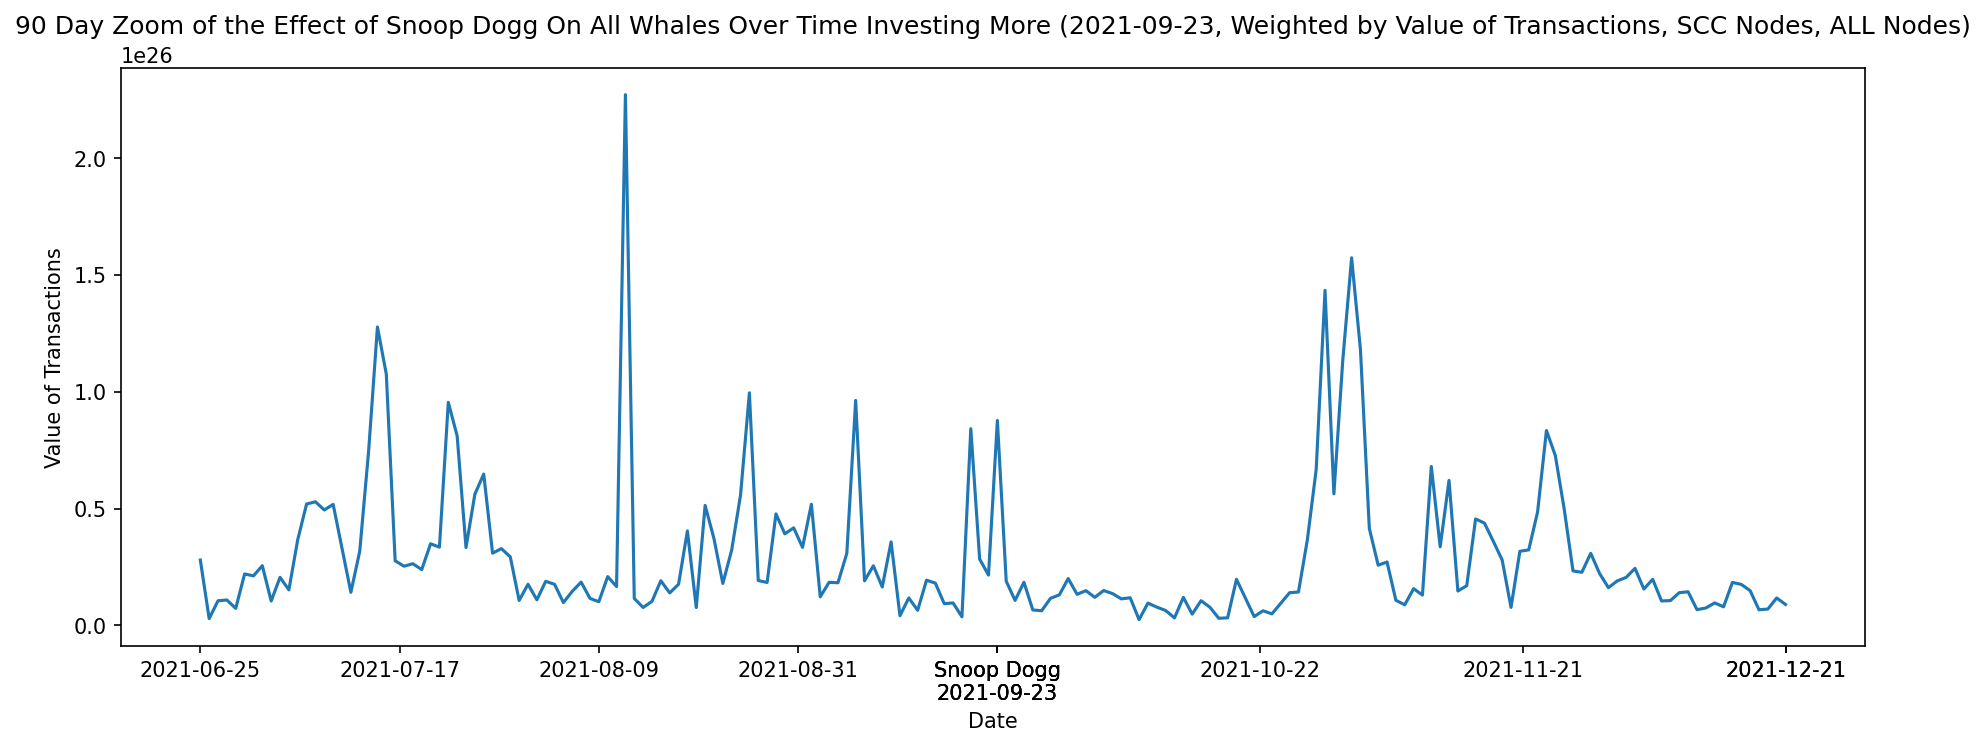 90 Day Zoom of the Effect of Snoop Dogg On All Whales Over Time Investing More (2021-09-23, Weighted by Value of Transactions, SCC Nodes, ALL Nodes)
1e26
2.0
1.5
1.0
0.5
0.0
Value of Transactions
2021-06-25 2021-07-17 2021-08-09 2021-08-31 Snoop Dogg 2021-10-22 2021-11-21 2021-12-21
2021-09-23
Date